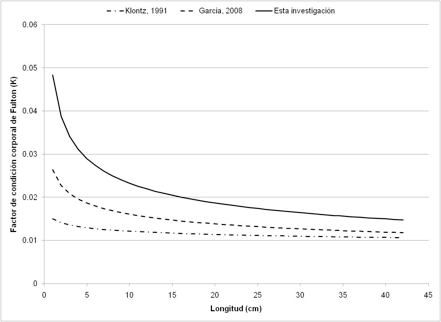 Klontz, 1991 García, 2008 Esta investigación
Factor de condición corporal de Fulton (K)
0.06
0.05
0.04
0.03
0.02
0.01
0
0 5 10 15 20 25 30 35 40 45
Longitud (cm)